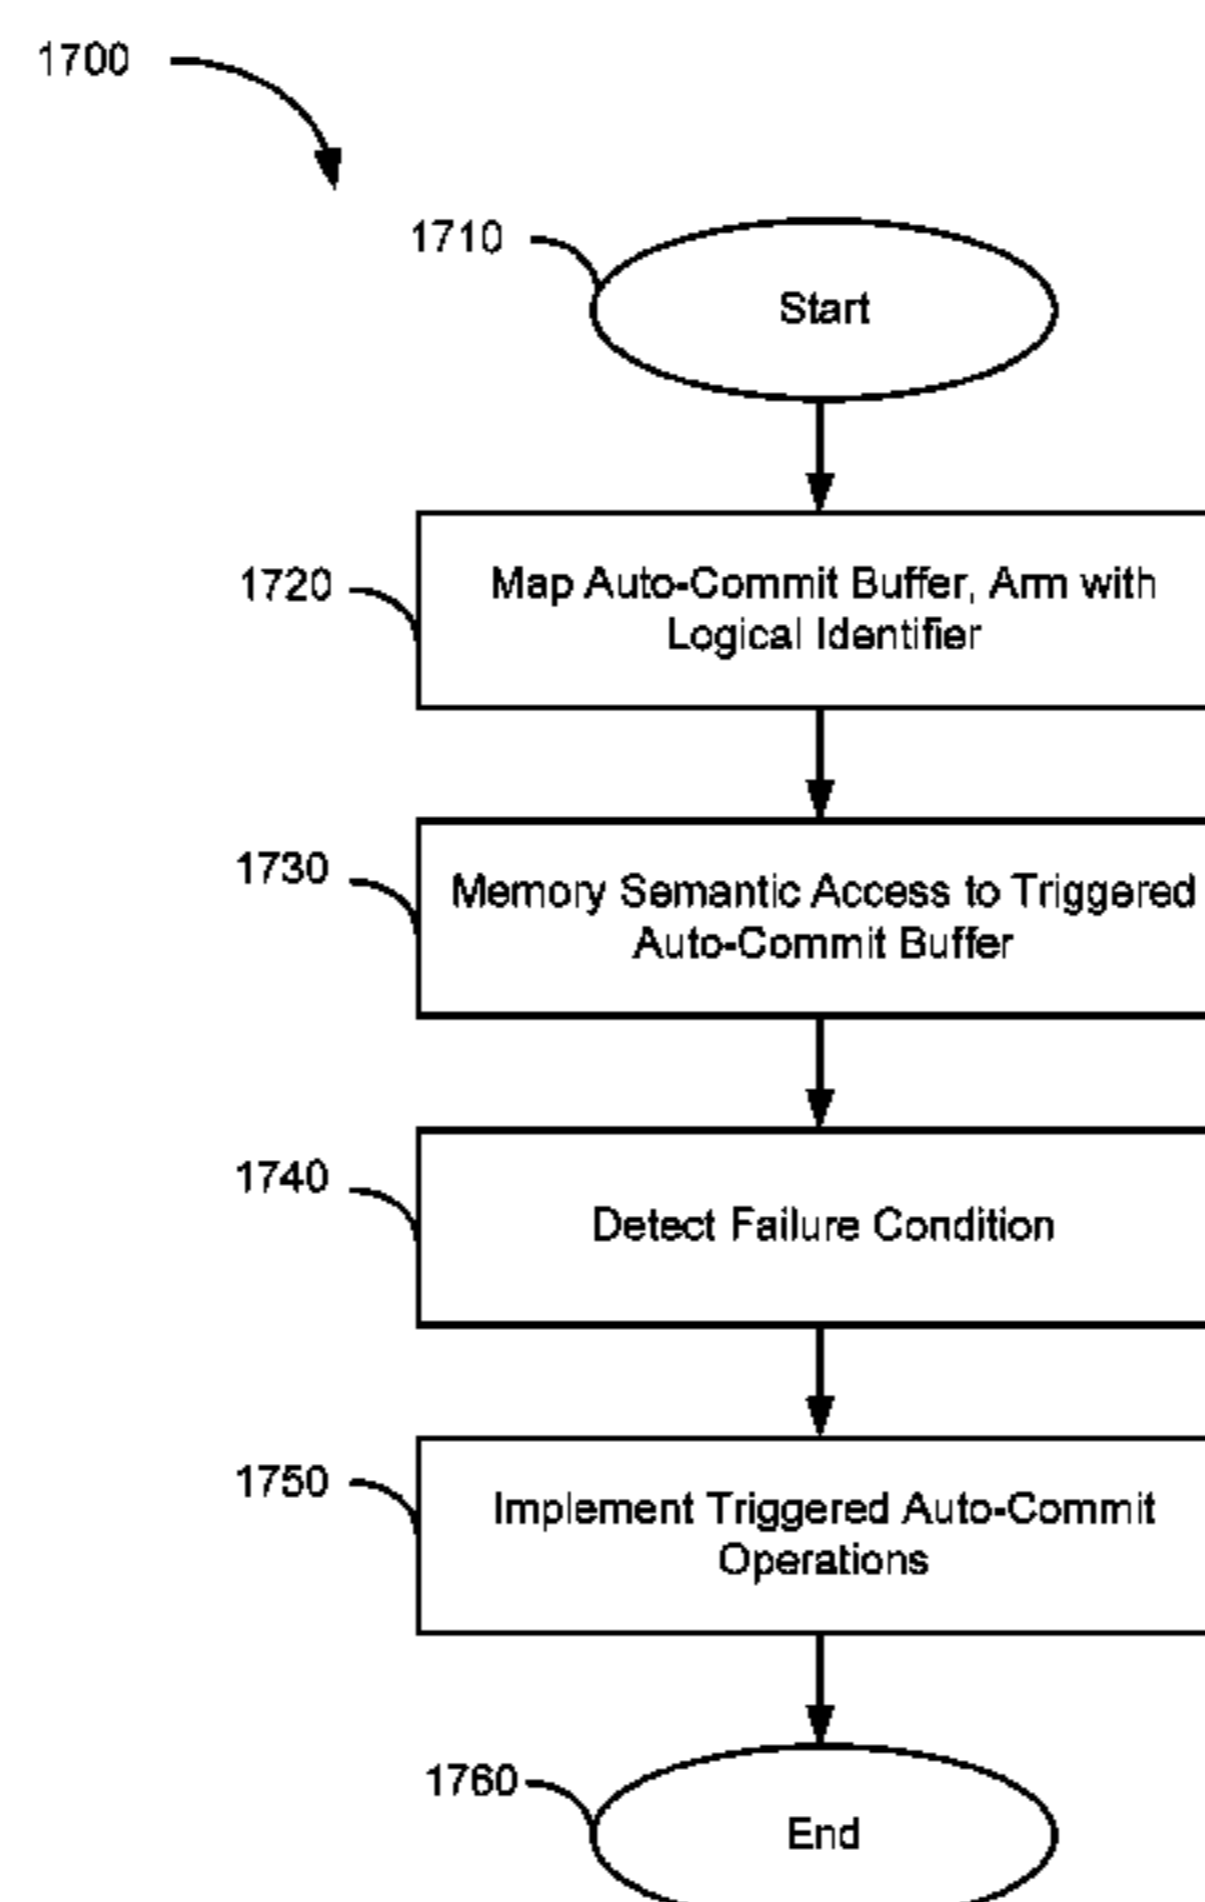 1700
1710
Start
1720
Map Auto-Commit Buffer, Arm with
Logical Identifier
1730
Memory Semantic Access to Triggered
Auto-Commit Buffer
1740
Detect Failure Condition
1750
Implement Triggered Auto-Commit
Operations
1760
End